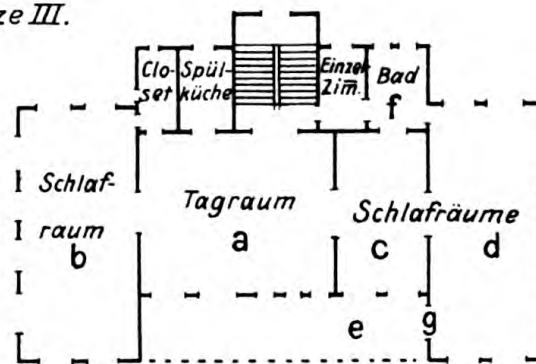 ze III.
Clo-
set
Spül-
küche
Einzel
Zim.
Bad
f
Schlaf-
raum
b
Tagraum
a
Schlafräume
c
d
e
g